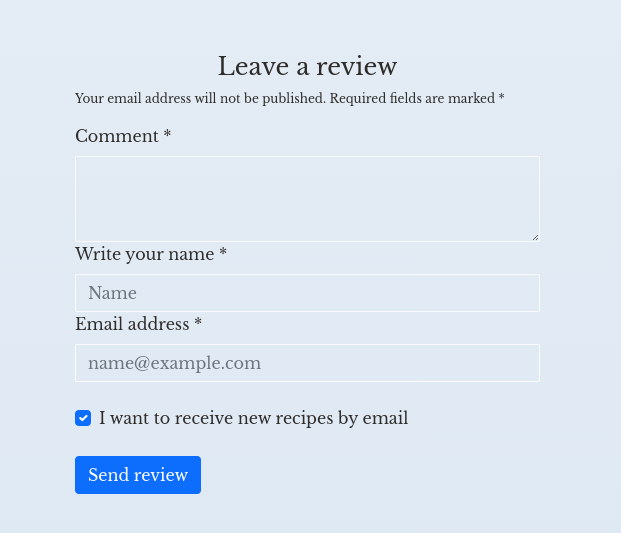 Leave a review
Your email address will not be published. Required fields are marked *
Comment *
Write your name *
Name
Email address *
name@example.com
I want to receive new recipes by email
Send review